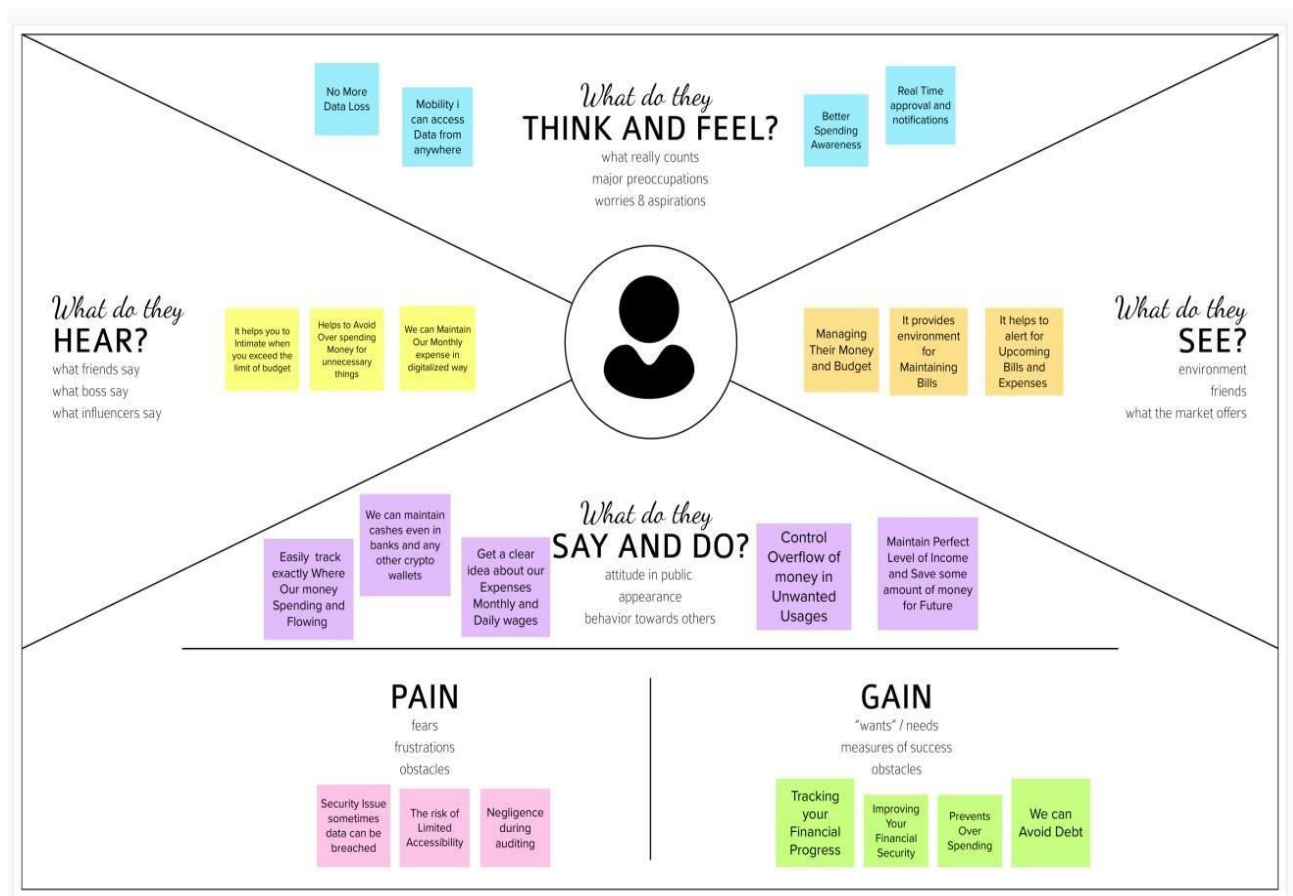 No More
Data Loss
Mobility i
can access
Data from
anywhere
What do they
THINK AND FEEL?
what really counts
major preoccupations
worries & aspirations
Better
Spending
Awareness
Real Time
approval and
notifications
What do they
HEAR?
what friends say
what boss say
what influencers say
It helps you to
Intimate when
you exceed the
limit of budget
Helps to Avoid
Over spending
Money for
unnecessary
things
We can Maintain
Our Monthly
expense in
digitalized way
Managing
Their Money
and Budget
It provides
environment
for
Maintaining
Bills
It helps to
alert for
Upcoming
Bills and
Expenses
What do they
SEE?
environment
friends
what the market offers
Easily track
exactly Where
Our money
Spending and
Flowing
We can maintain
cashes even in
banks and any
other crypto
wallets
Get a clear
idea about our
Expenses
Monthly and
Daily wages
What do they
SAY AND DO?
attitude in public
appearance
behavior towards others
Control
Overflow of
money in
Unwanted
Usages
Maintain Perfect
Level of Income
and Save some
amount of money
for Future
PAIN
fears
frustrations
obstacles
Security Issue
sometimes
data can be
breached
The risk of
Limited
Accessibility
Negligence
during
auditing
GAIN
"wants" / needs
measures of success
obstacles
Tracking
your
Financial
Progress
Improving
Your
Financial
Security
Prevents
Over
Spending
We can
Avoid Debt